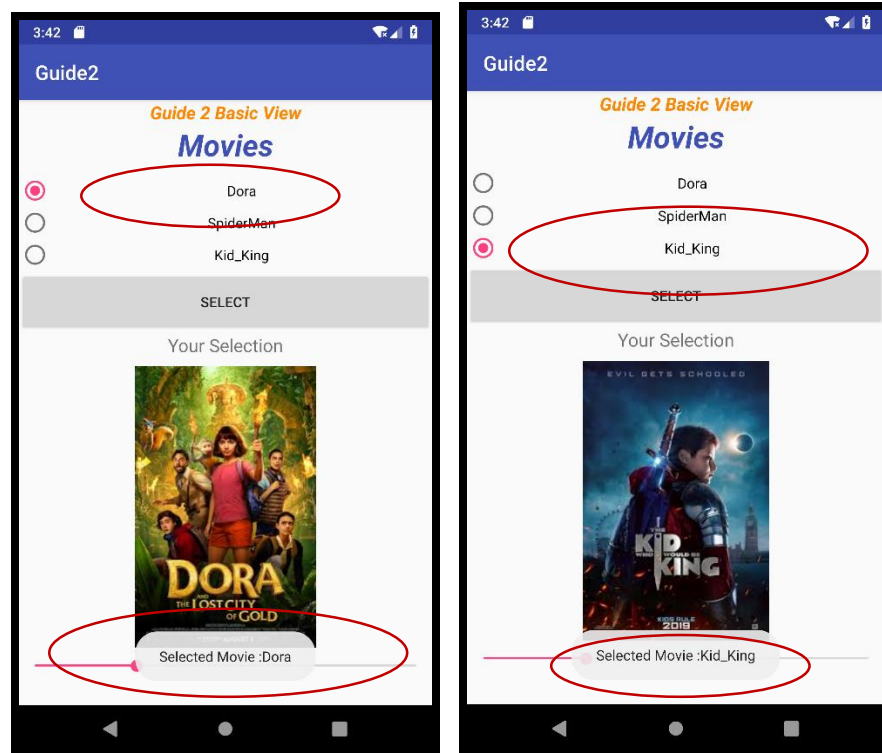 3:42
Guide2
Guide 2 Basic View
Movies
Dora
SpiderMan
Kid_King
SELECT
Your Selection
DORA
AND
THE LOST CITY
OF GOLD
Selected Movie :Dora
3:42
Guide2
Guide 2 Basic View
Movies
Dora
SpiderMan
Kid_King
SELECT
Your Selection
EVIL GETS SCHOOLED
THE
KID
WHO WOULD BE
KING
KIDS RULE
2019
Selected Movie :Kid_King